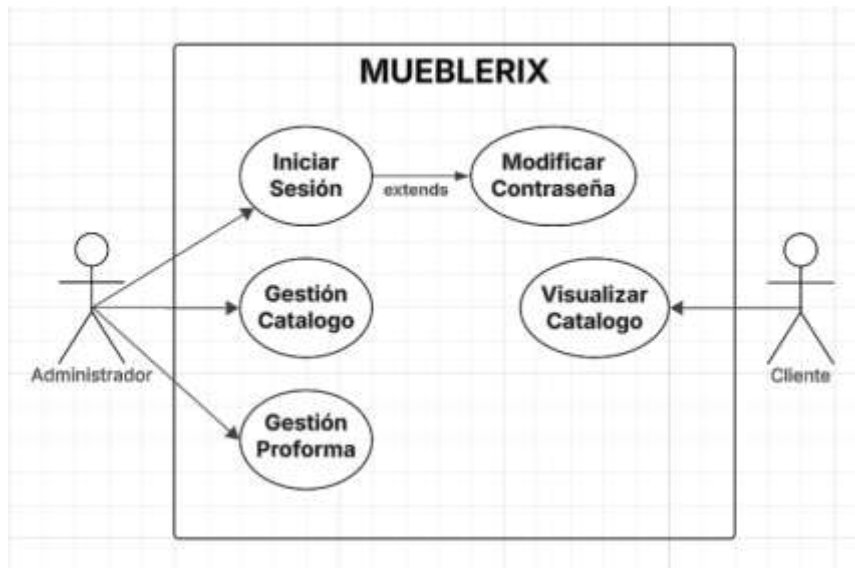 MUEBLERIX
Iniciar
Sesión
extends
Modificar
Contraseña
Gestión
Catalogo
Visualizar
Catalogo
Administrador
Cliente
Gestión
Proforma